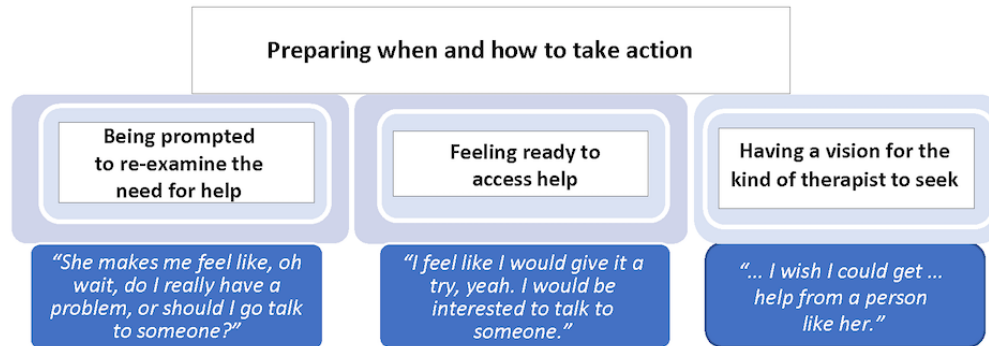 Preparing when and how to take action
Being prompted
to re-examine the
need for help
Feeling ready to
access help
Having a vision for the
kind of therapist to seek
“She makes me feel like, oh
wait, do I really have a
problem, or should I go talk
to someone?”
“I feel like I would give it a
try, yeah. I would be
interested to talk to
someone.”
“... I wish I could get ...
help from a person
like her.”